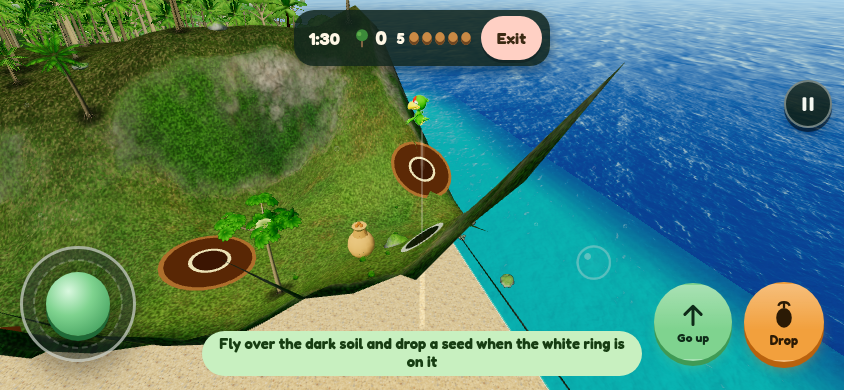 1:30 0 5 Exit
Go up
Drop
Fly over the dark soil and drop a seed when the white ring is
on it